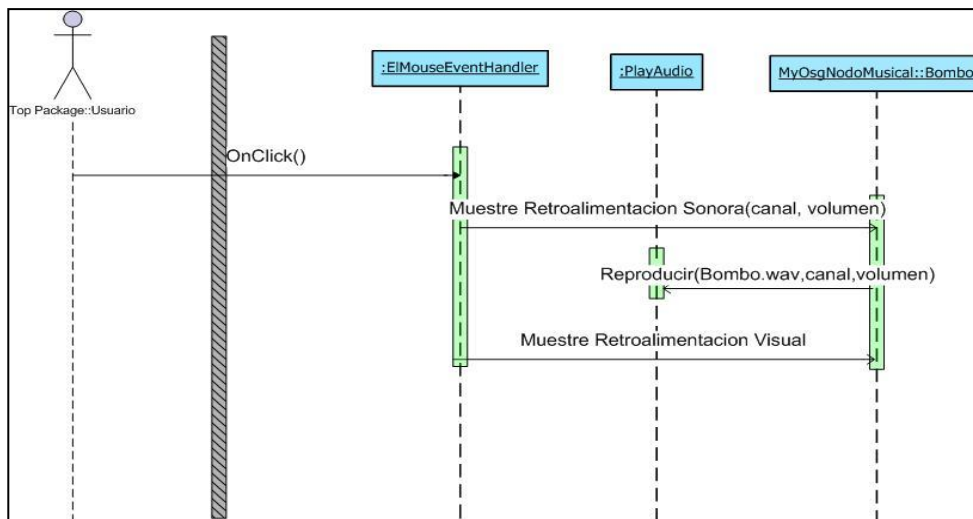 :ElMouseEventHandler
:PlayAudio
MyOsgNodoMusical::Bombo
Top Package::Usuario
OnClick()
Muestre Retroalimentacion Sonora(canal, volumen)
Reproducir(Bombo.wav,canal,volumen)
Muestre Retroalimentacion Visual